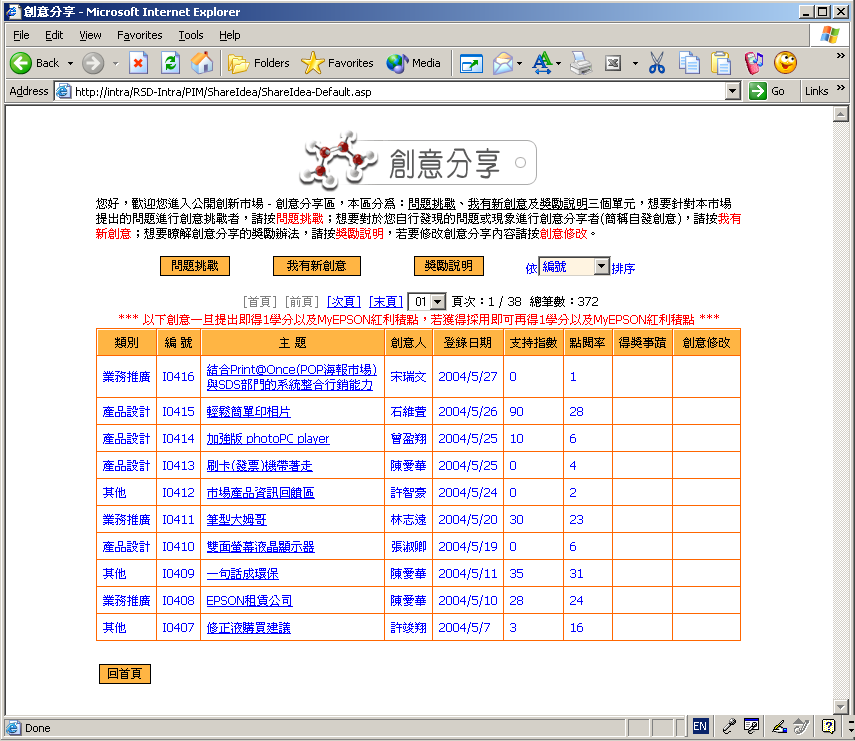 創意分享 - Microsoft Internet Explorer
File Edit View Favorites Tools Help
Back Folders Favorites Media
Address http://intra/RSD-Intra/PIM/ShareIdea/ShareIdea-Default.asp Go Links
創意分享
您好，歡迎您進入公開創新市場 - 創意分享區，本區分為：問題挑戰、我有新創意及獎勵說明三個單元，想要針對本市場
提出的問題進行創意挑戰者，請按問題挑戰；想要對於您自行發現的問題或現象進行創意分享者(簡稱自發創意)，請按我有
新創意；想要瞭解創意分享的獎勵辦法，請按獎勵說明，若要修改創意分享內容請按創意修改。
問題挑戰 我有新創意 獎勵說明 依 編號 排序
[首頁] [前頁] [次頁] [末頁] 01 頁次：1 / 38 總筆數：372
*** 以下創意一旦提出即得1學分以及MyEPSON紅利積點，若獲得採用即可再得1學分以及MyEPSON紅利積點 ***
類別 編 號 主 題 創意人 登錄日期 支持指數 點閱率 得獎事蹟 創意修改
業務推廣 I0416 結合Print@Once(POP海報市場)
與SDS部門的系統整合行銷能力 宋瑞文 2004/5/27 0 1
產品設計 I0415 輕鬆簡單印相片 石維萱 2004/5/26 90 28
產品設計 I0414 加強版 photoPC player 曾盈翔 2004/5/25 10 6
產品設計 I0413 刷卡(發票)機帶著走 陳愛華 2004/5/25 0 4
其他 I0412 市場產品資訊回饋區 許智豪 2004/5/24 0 2
業務推廣 I0411 筆型大姆哥 林志遠 2004/5/20 30 23
產品設計 I0410 雙面螢幕液晶顯示器 張淑卿 2004/5/19 0 6
其他 I0409 一句話成環保 陳愛華 2004/5/11 35 31
業務推廣 I0408 EPSON租賃公司 陳愛華 2004/5/10 28 24
其他 I0407 修正液購買建議 許竣翔 2004/5/7 3 16
回首頁
Done EN